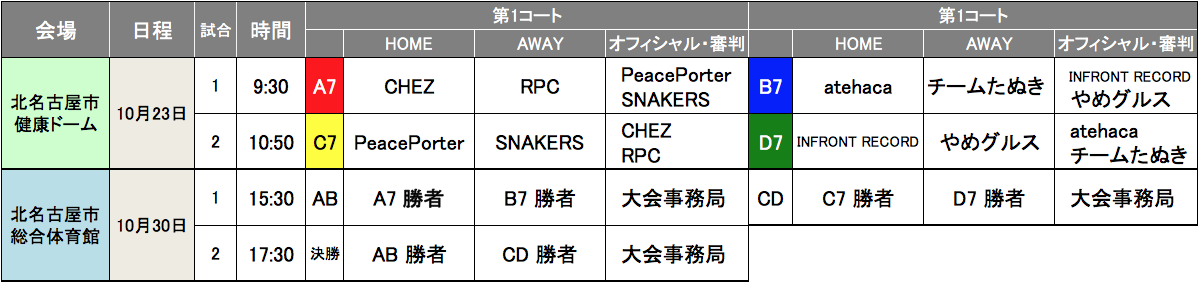 会場 日程 試合 時間 第1コート 第1コート
HOME AWAY オフィシャル・審判 HOME AWAY オフィシャル・審判
北名古屋市
健康ドーム
10月23日
1 9:30 A7 CHEZ RPC PeacePorter
SNAKERS
B7 atehaca チームたぬき INFRONT RECORD
やめグルス
2 10:50 C7 PeacePorter SNAKERS CHEZ
RPC
D7 INFRONT RECORD やめグルス atehaca
チームたぬき
北名古屋市
総合体育館
10月30日
1 15:30 AB A7 勝者 B7 勝者 大会事務局 CD C7 勝者 D7 勝者 大会事務局
2 17:30 決勝 AB 勝者 CD 勝者 大会事務局